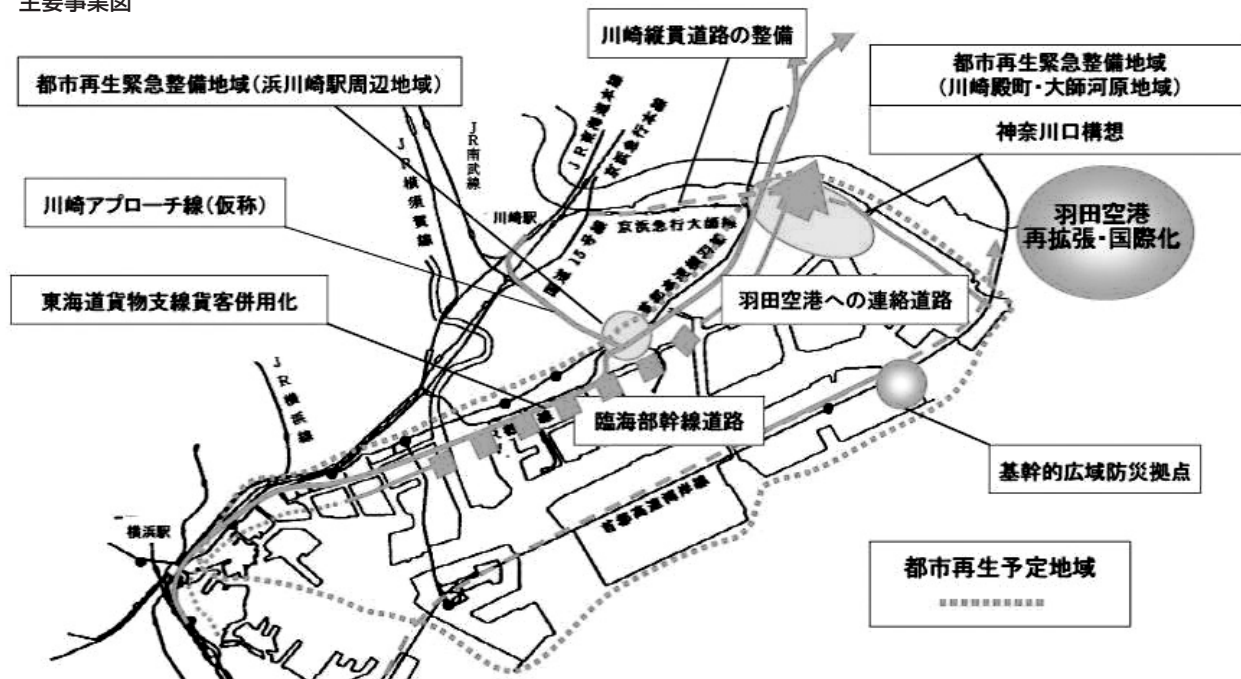 主要事業図
川崎縦貫道路の整備
都市再生緊急整備地域(浜川崎駅周辺地域)
都市再生緊急整備地域
(川崎殿町・大師河原地域)
神奈川口構想
JR東海道本線
京浜急行本線
JR南武線
JR横須賀線
川崎アプローチ線(仮称)
川崎駅
京浜急行大師線
国道15号線
羽田空港
再拡張・国際化
東海道貨物支線貨客併用化
羽田空港への連絡道路
JR横浜線
臨海部幹線道路
基幹的広域防災拠点
首都高速湾岸線
横浜駅
都市再生予定地域